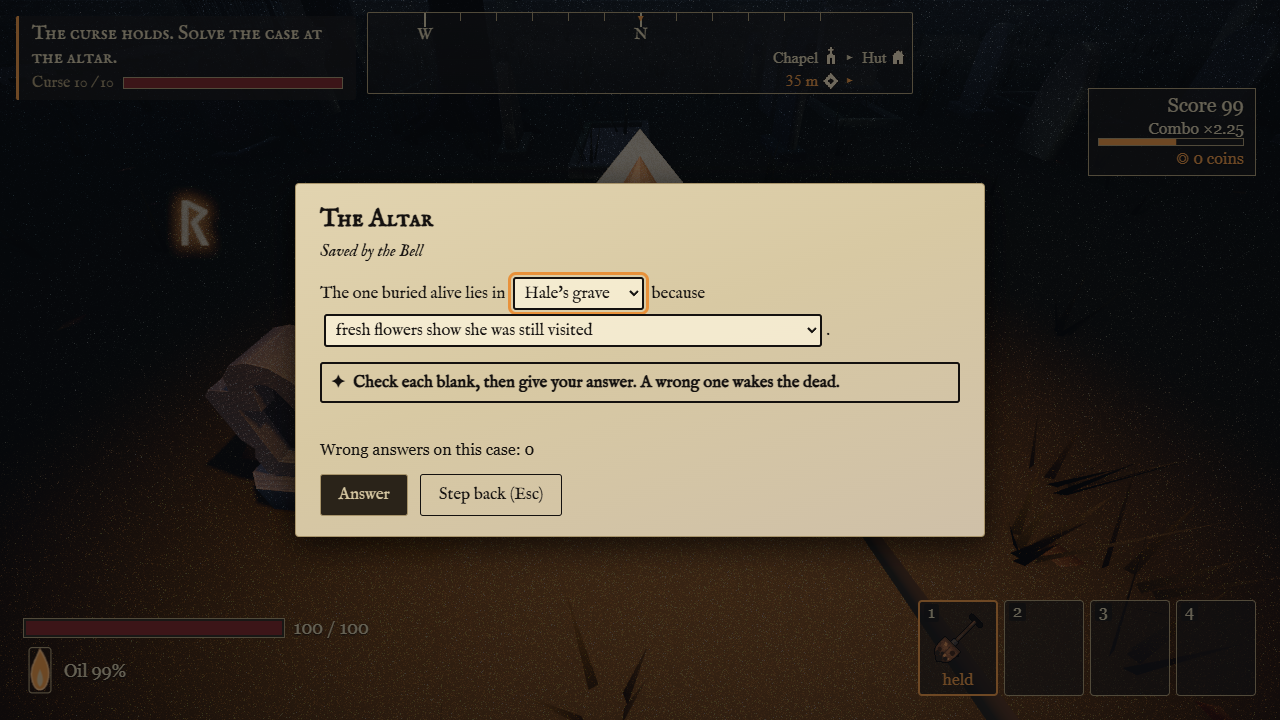 The curse holds. Solve the case at
the altar.
Curse 10 / 10
W
N
Chapel
Hut
35 m
Score 99
Combo ×2.25
0 coins
ᚱ
The Altar
Saved by the Bell
The one buried alive lies in Hale's grave because
fresh flowers show she was still visited .
✦ Check each blank, then give your answer. A wrong one wakes the dead.
Wrong answers on this case: 0
Answer
Step back (Esc)
100 / 100
Oil 99%
1
2
3
4
held